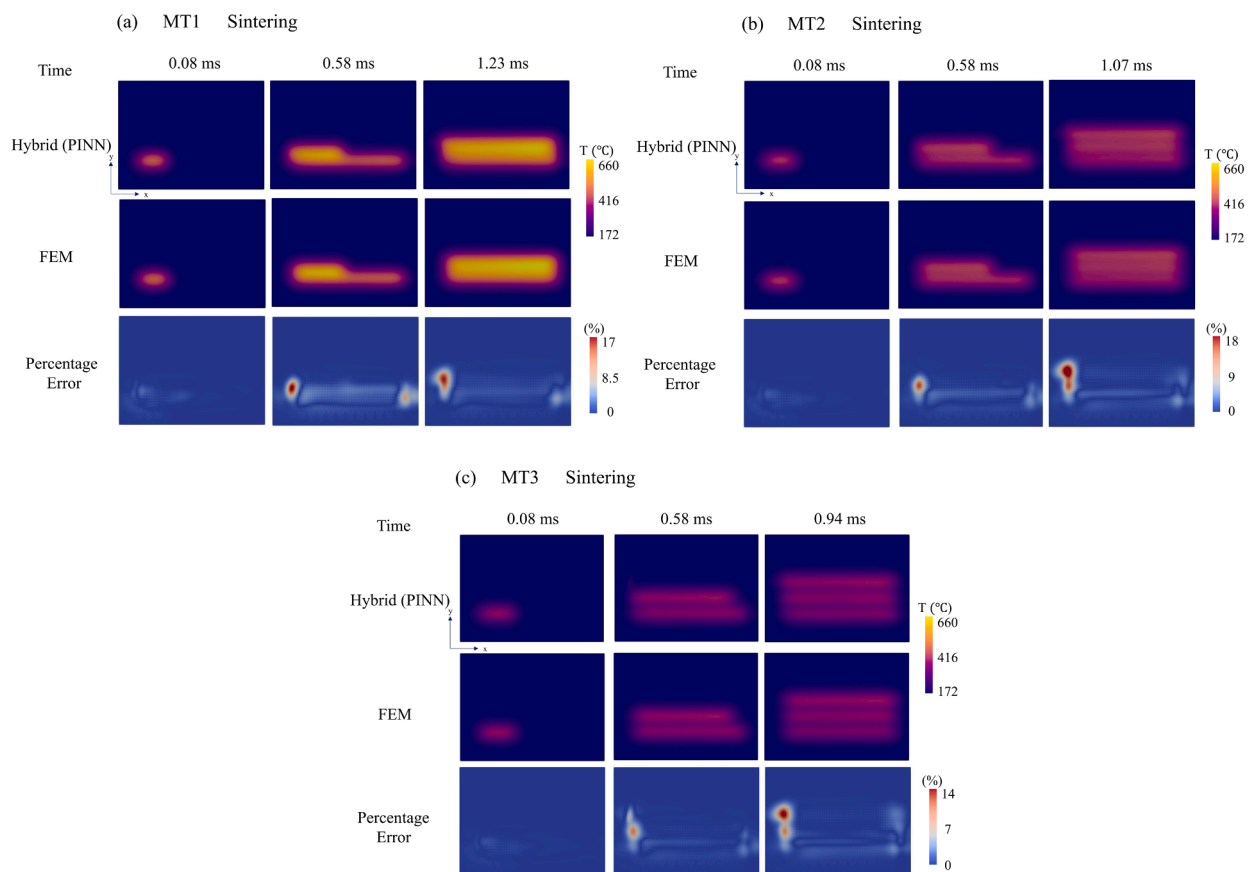 (a) MT1 Sintering
Time 0.08 ms 0.58 ms 1.23 ms
Hybrid (PINN)
y
x
T (℃)
660
416
172
FEM
Percentage
Error
(%)
17
8.5
0
(b) MT2 Sintering
Time 0.08 ms 0.58 ms 1.07 ms
Hybrid (PINN)
y
x
T (℃)
660
416
172
FEM
Percentage
Error
(%)
18
9
0
(c) MT3 Sintering
Time 0.08 ms 0.58 ms 0.94 ms
Hybrid (PINN)
y
x
T (℃)
660
416
172
FEM
Percentage
Error
(%)
14
7
0